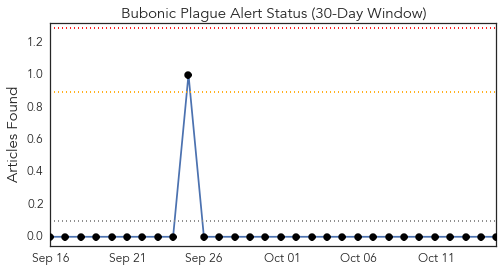 Bubonic Plague Alert Status (30-Day Window)
Articles Found
1.2
1.0
0.8
0.6
0.4
0.2
0.0
Sep 16 Sep 21 Sep 26 Oct 01 Oct 06 Oct 11